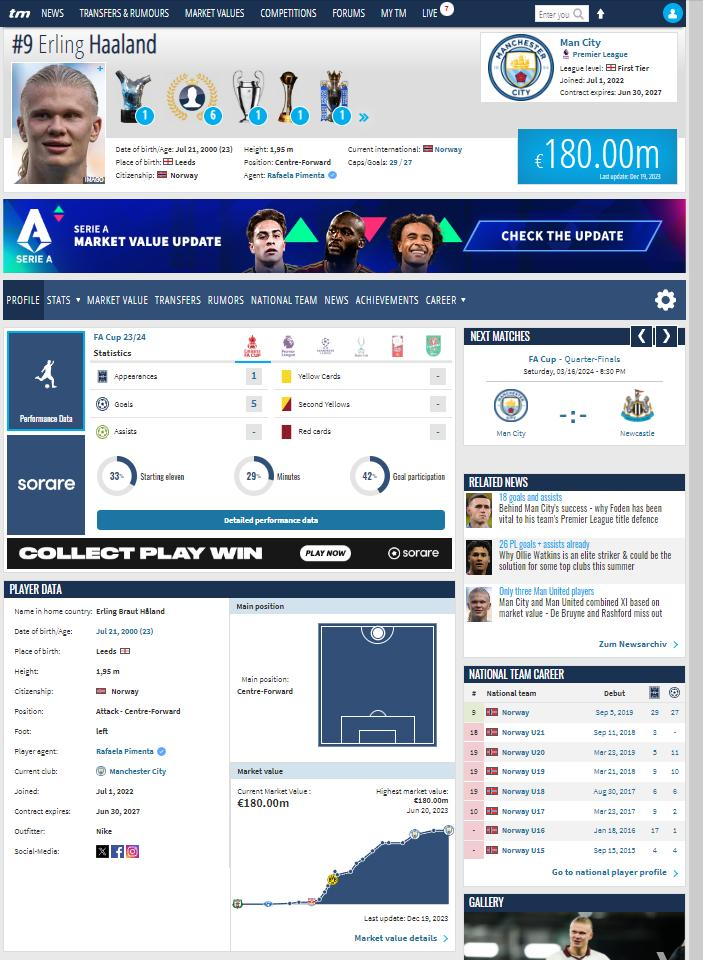 tm NEWS TRANSFERS & RUMOURS MARKET VALUES COMPETITIONS FORUMS MY TM LIVE 7 Enter you
#9 Erling Haaland
1 6 1 1 1 »
Man City
Premier League
League level: First Tier
Joined: Jul 1, 2022
Contract expires: Jun 30, 2027
Date of birth/Age: Jul 21, 2000 (23) Height: 1,95 m Current international: Norway
Place of birth: Leeds Position: Centre-Forward Caps/Goals: 29 / 27
Citizenship: Norway Agent: Rafaela Pimenta
IMAGO
€180.00m
Last update: Dec 19, 2023
SERIE A
SERIE A
MARKET VALUE UPDATE
CHECK THE UPDATE
PROFILE STATS ▼ MARKET VALUE TRANSFERS RUMORS NATIONAL TEAM NEWS ACHIEVEMENTS CAREER ▼
Performance Data
sorare
FA Cup 23/24
Statistics
Appearances 1 Yellow Cards -
Goals 5 Second Yellows -
Assists - Red cards -
33% Starting eleven 29% Minutes 42% Goal participation
Detailed performance data
COLLECT PLAY WIN PLAY NOW sorare
NEXT MATCHES
FA Cup - Quarter-Finals
Saturday, 03/16/2024 - 8:30 PM
-:-
Man City Newcastle
RELATED NEWS
18 goals and assists
Behind Man City's success - why Foden has been
vital to his team's Premier League title defence
26 PL goals + assists already
Why Ollie Watkins is an elite striker & could be the
solution for some top clubs this summer
Only three Man United players
Man City and Man United combined XI based on
market value - De Bruyne and Rashford miss out
Zum Newsarchiv
PLAYER DATA
Name in home country: Erling Braut Håland
Date of birth/Age: Jul 21, 2000 (23)
Place of birth: Leeds
Height: 1,95 m
Citizenship: Norway
Position: Attack - Centre-Forward
Foot: left
Player agent: Rafaela Pimenta
Current club: Manchester City
Joined: Jul 1, 2022
Contract expires: Jun 30, 2027
Outfitter: Nike
Social-Media:
Main position
Main position:
Centre-Forward
Market value
Current Market Value :
€180.00m
Highest market value:
€180.00m
Jun 20, 2023
Last update: Dec 19, 2023
Market value details
NATIONAL TEAM CAREER
# National team Debut
9 Norway Sep 5, 2019 29 27
18 Norway U21 Sep 11, 2018 3 -
19 Norway U20 Mar 23, 2019 5 11
19 Norway U19 Mar 21, 2018 9 10
19 Norway U18 Aug 30, 2017 6 6
10 Norway U17 Mar 23, 2017 9 2
- Norway U16 Jan 18, 2016 17 1
- Norway U15 Sep 15, 2015 4 4
Go to national player profile
GALLERY